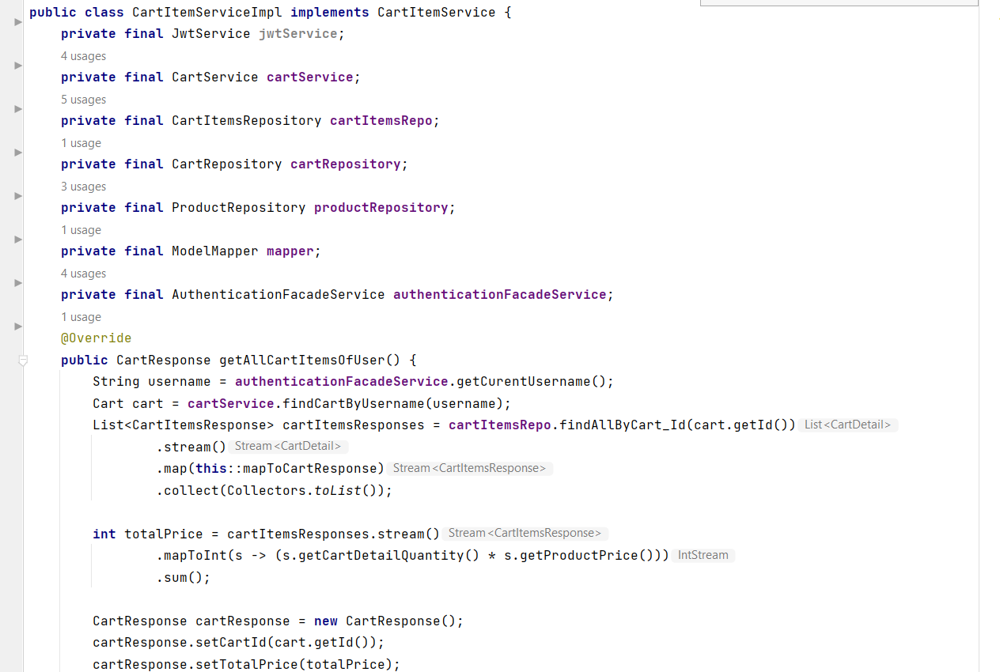 public class CartItemServiceImpl implements CartItemService {
private final JwtService jwtService;
4 usages
private final CartService cartService;
5 usages
private final CartItemsRepository cartItemsRepo;
1 usage
private final CartRepository cartRepository;
3 usages
private final ProductRepository productRepository;
1 usage
private final ModelMapper mapper;
4 usages
private final AuthenticationFacadeService authenticationFacadeService;
1 usage
@Override
public CartResponse getAllCartItemsOfUser() {
String username = authenticationFacadeService.getCurentUsername();
Cart cart = cartService.findCartByUsername(username);
List<CartItemsResponse> cartItemsResponses = cartItemsRepo.findAllByCart_Id(cart.getId()) List<CartDetail>
.stream() Stream<CartDetail>
.map(this::mapToCartResponse) Stream<CartItemsResponse>
.collect(Collectors.toList());
int totalPrice = cartItemsResponses.stream() Stream<CartItemsResponse>
.mapToInt(s -> (s.getCartDetailQuantity() * s.getProductPrice())) IntStream
.sum();
CartResponse cartResponse = new CartResponse();
cartResponse.setCartId(cart.getId());
cartResponse.setTotalPrice(totalPrice);